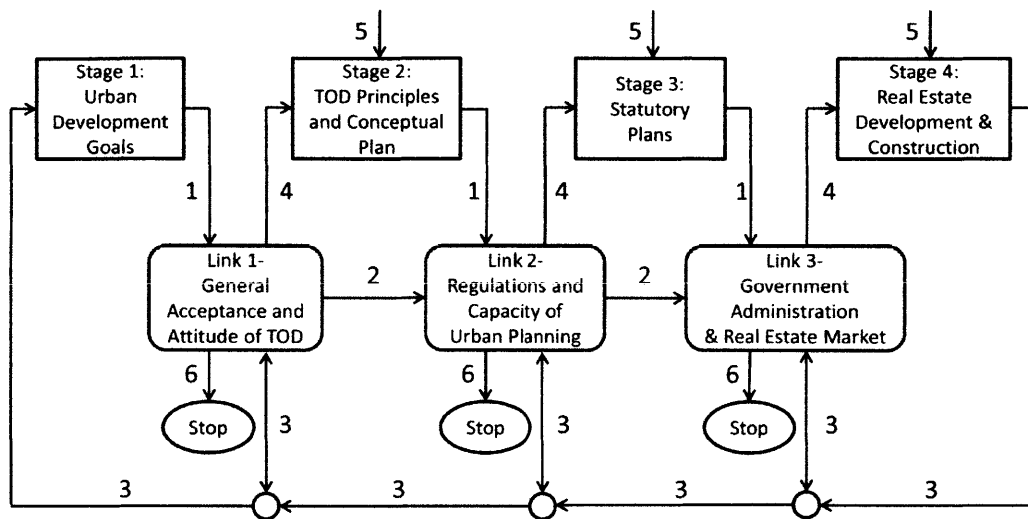 5
5
5
Stage 1:
Urban
Development
Goals
Stage 2:
TOD Principles
and Conceptual
Plan
Stage 3:
Statutory
Plans
Stage 4:
Real Estate
Development &
Construction
1
4
1
4
1
4
Link 1-
General
Acceptance and
Attitude of TOD
2
Link 2-
Regulations and
Capacity of
Urban Planning
2
Link 3-
Government
Administration
& Real Estate Market
6
6
6
Stop
3
Stop
3
Stop
3
3
3
3
3